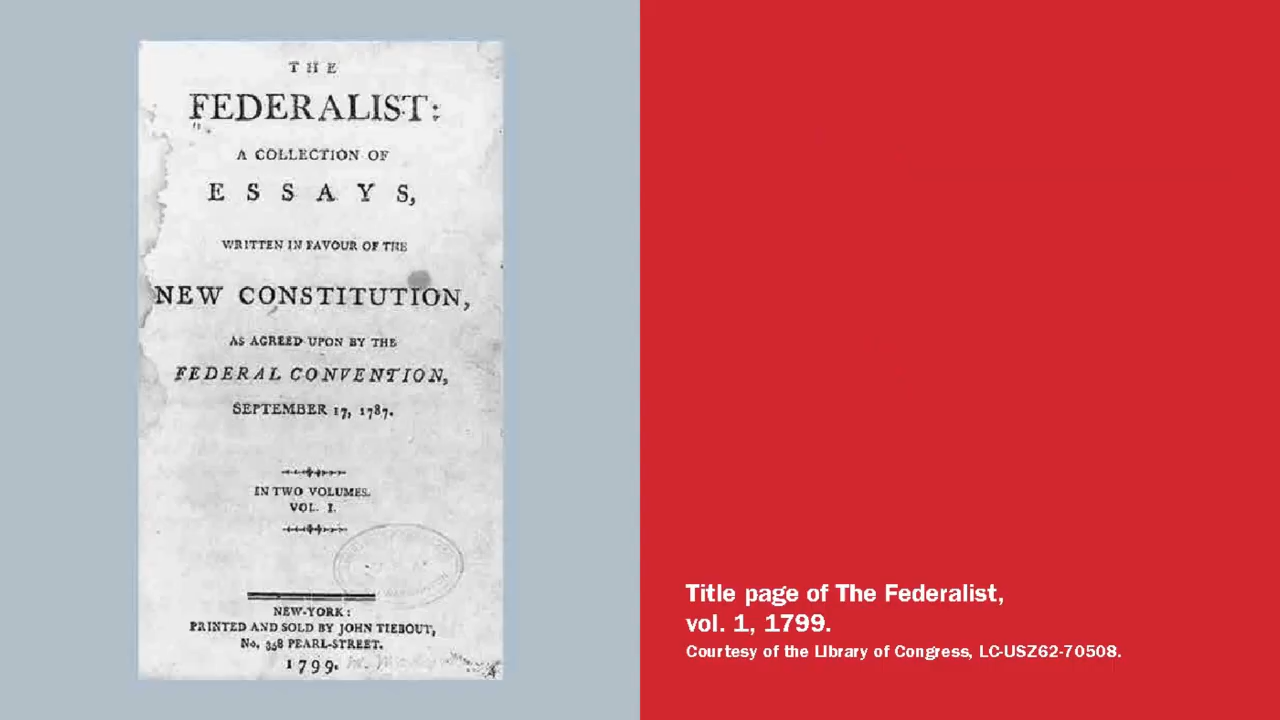 THE
FEDERALIST:
A COLLECTION OF
ESSAYS,
WRITTEN IN FAVOUR OF THE
NEW CONSTITUTION,
AS AGREED UPON BY THE
FEDERAL CONVENTION,
SEPTEMBER 17, 1787.
IN TWO VOLUMES.
VOL. I.
NEW-YORK:
PRINTED AND SOLD BY JOHN TIEBOUT,
No. 358 PEARL-STREET.
1799.
Title page of The Federalist,
vol. 1, 1799.
Courtesy of the Library of Congress, LC-USZ62-70508.